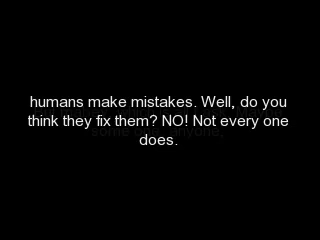 humans make mistakes. Well, do you
think they fix them? NO! Not every one
does.